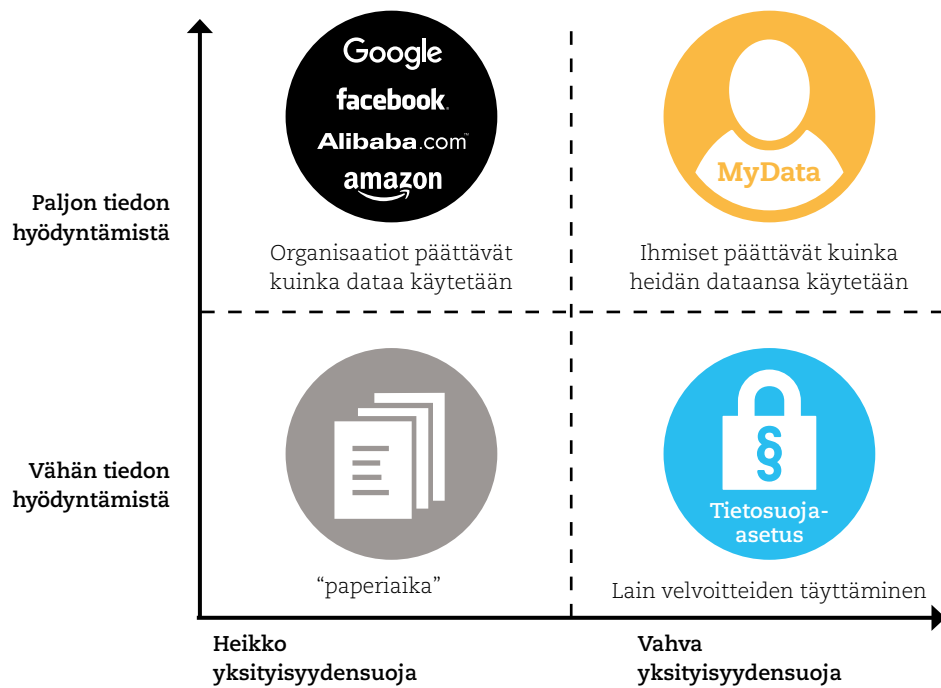 Google
facebook.
Alibaba.com™
amazon
MyData
Paljon tiedon
hyödyntämistä
Organisaatiot päättävät
kuinka dataa käytetään
Ihmiset päättävät kuinka
heidän dataansa käytetään
Vähän tiedon
hyödyntämistä
§
Tietosuoja-
asetus
“paperiaika”
Lain velvoitteiden täyttäminen
Heikko
yksityisyydensuoja
Vahva
yksityisyydensuoja